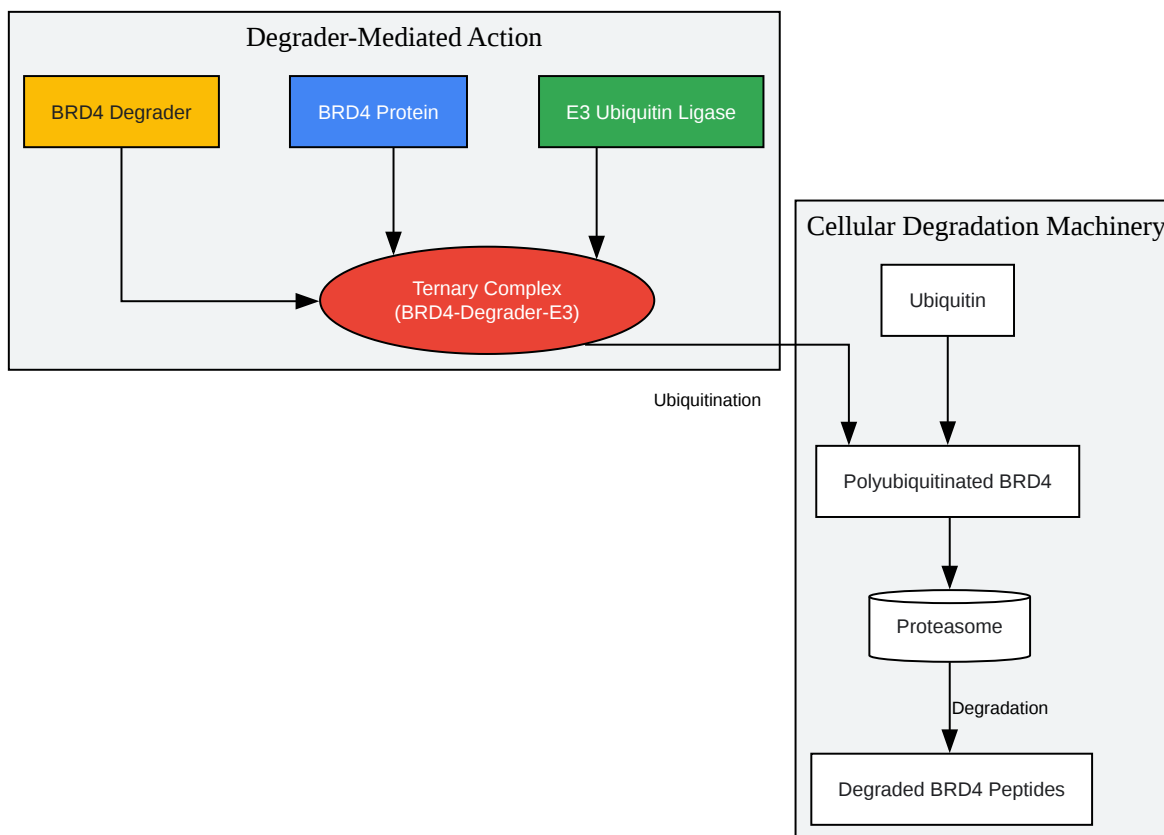 Degrader-Mediated Action
BRD4 Degrader
BRD4 Protein
E3 Ubiquitin Ligase
Ternary Complex
(BRD4-Degrader-E3)
Ubiquitination
Cellular Degradation Machinery
Ubiquitin
Polyubiquitinated BRD4
Proteasome
Degradation
Degraded BRD4 Peptides